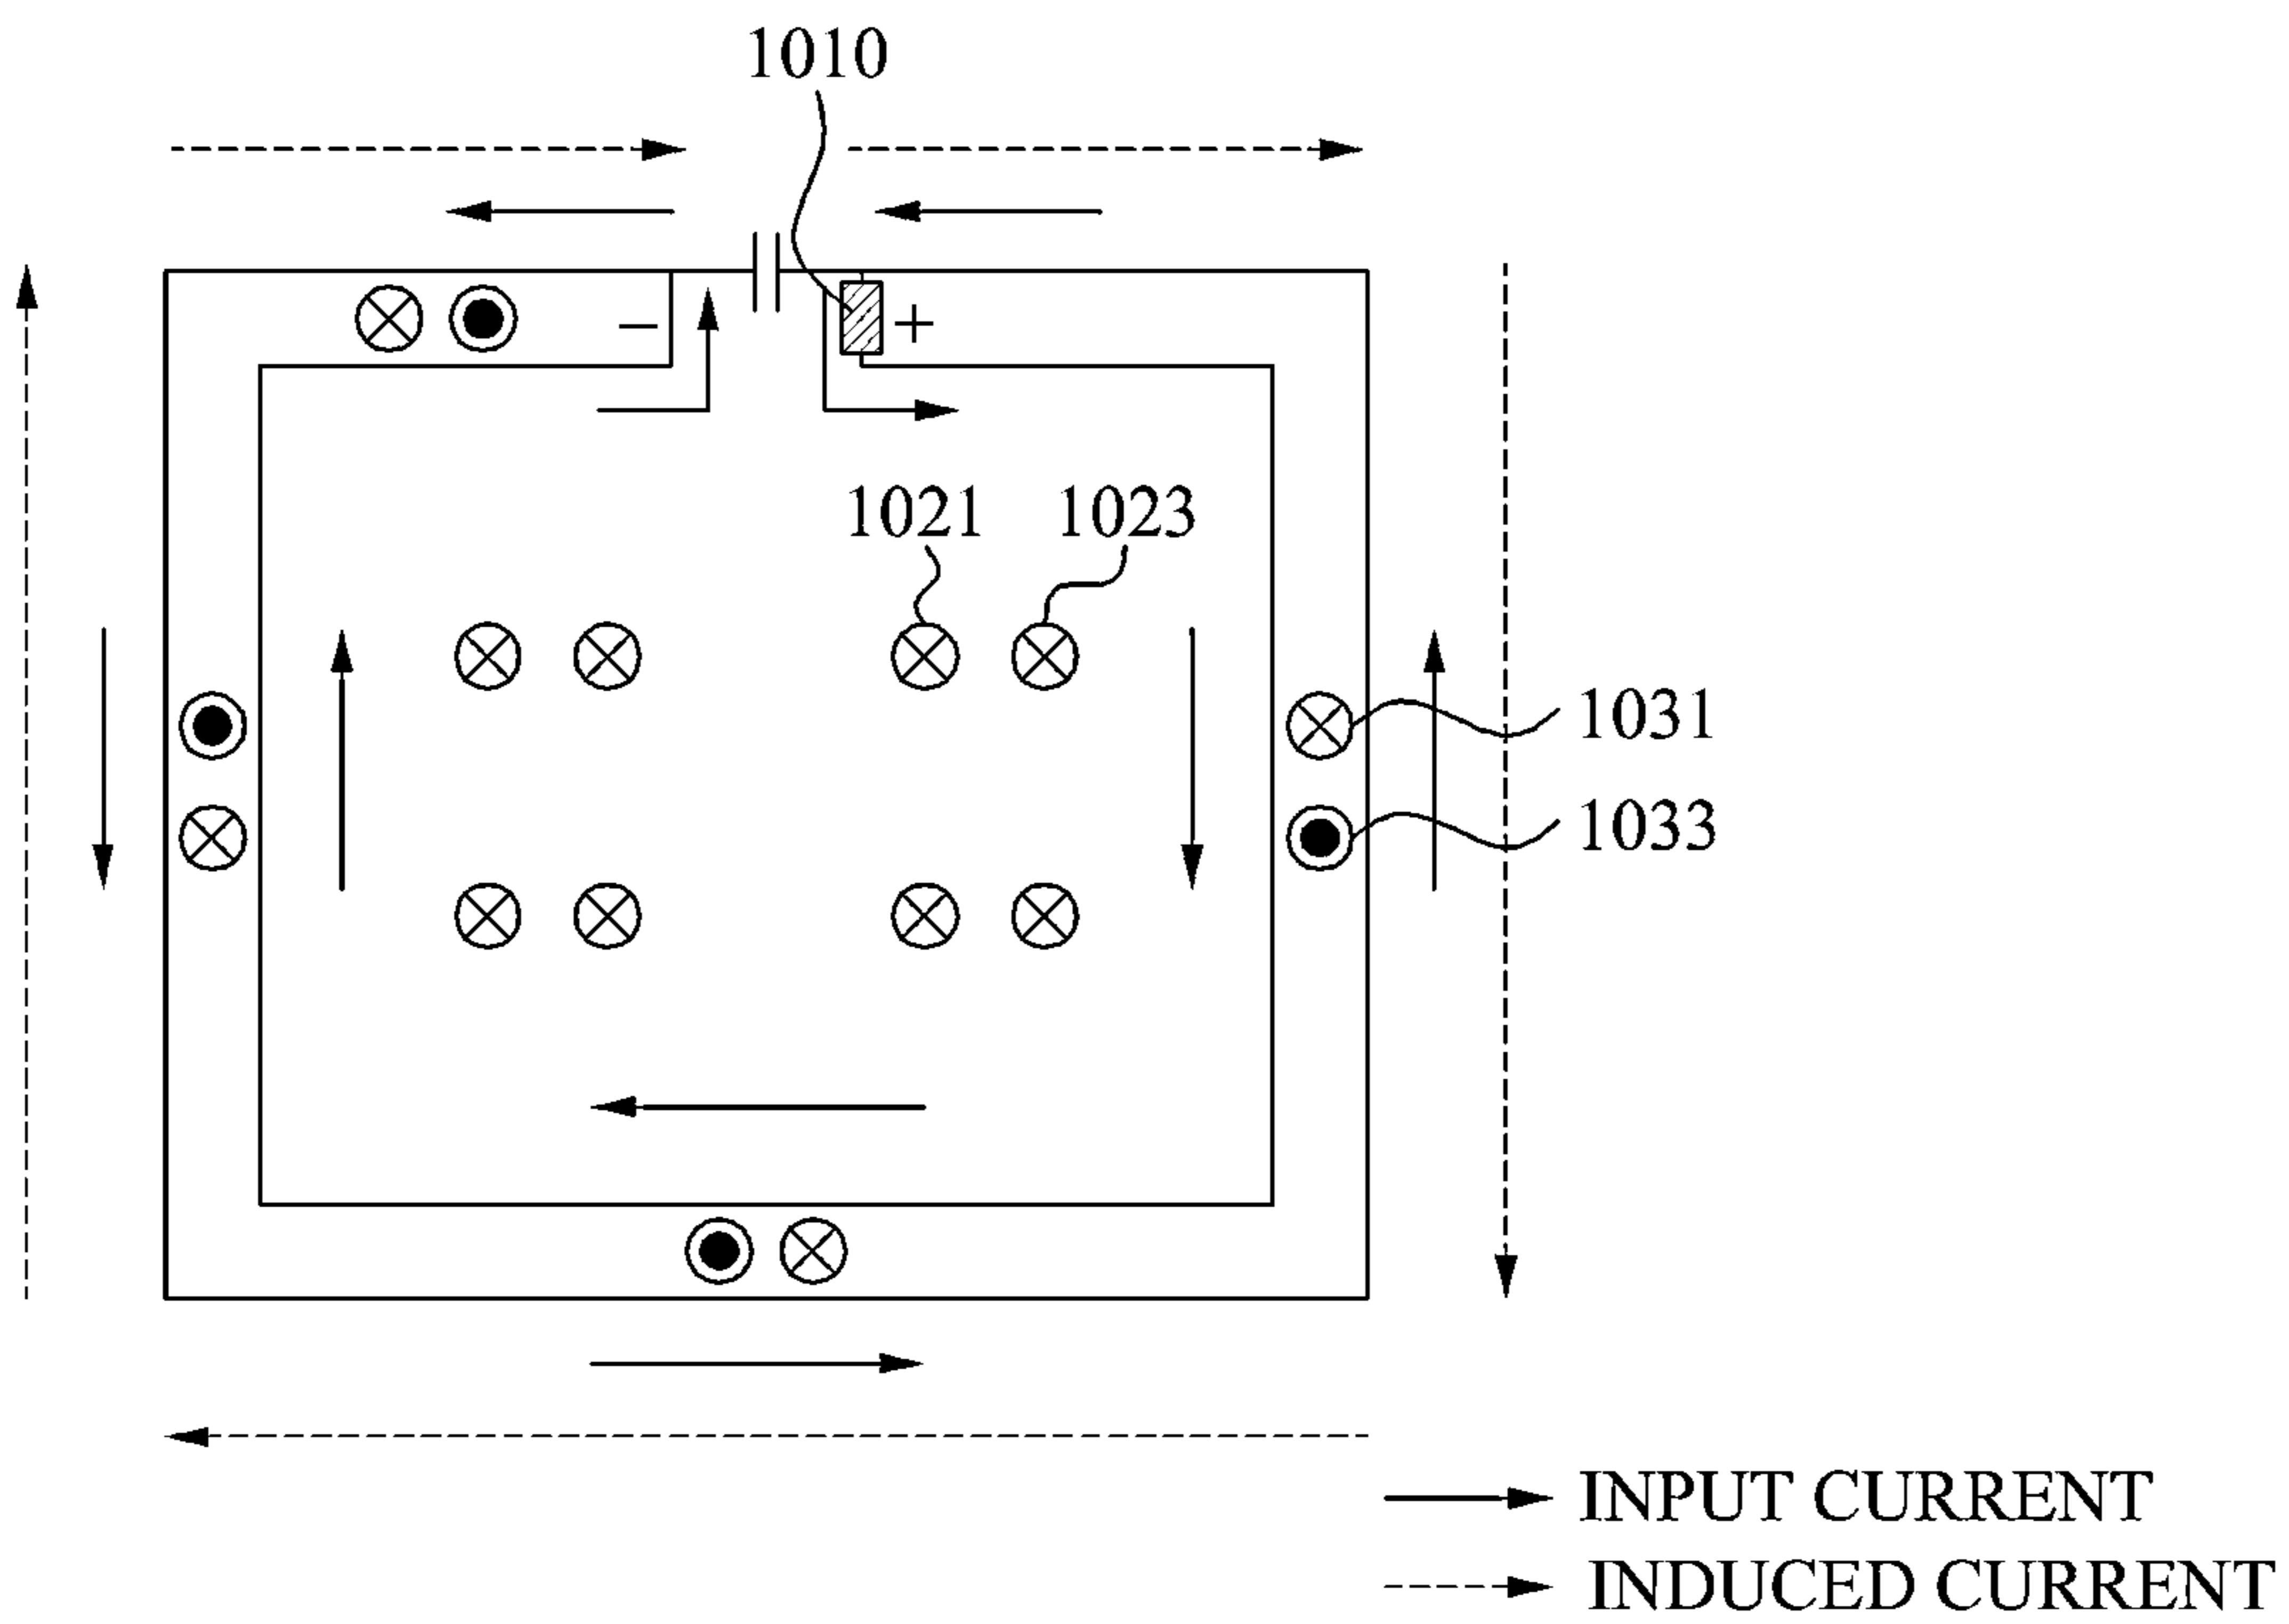 1010
− +
1021 1023
1031
1033
INPUT CURRENT
INDUCED CURRENT